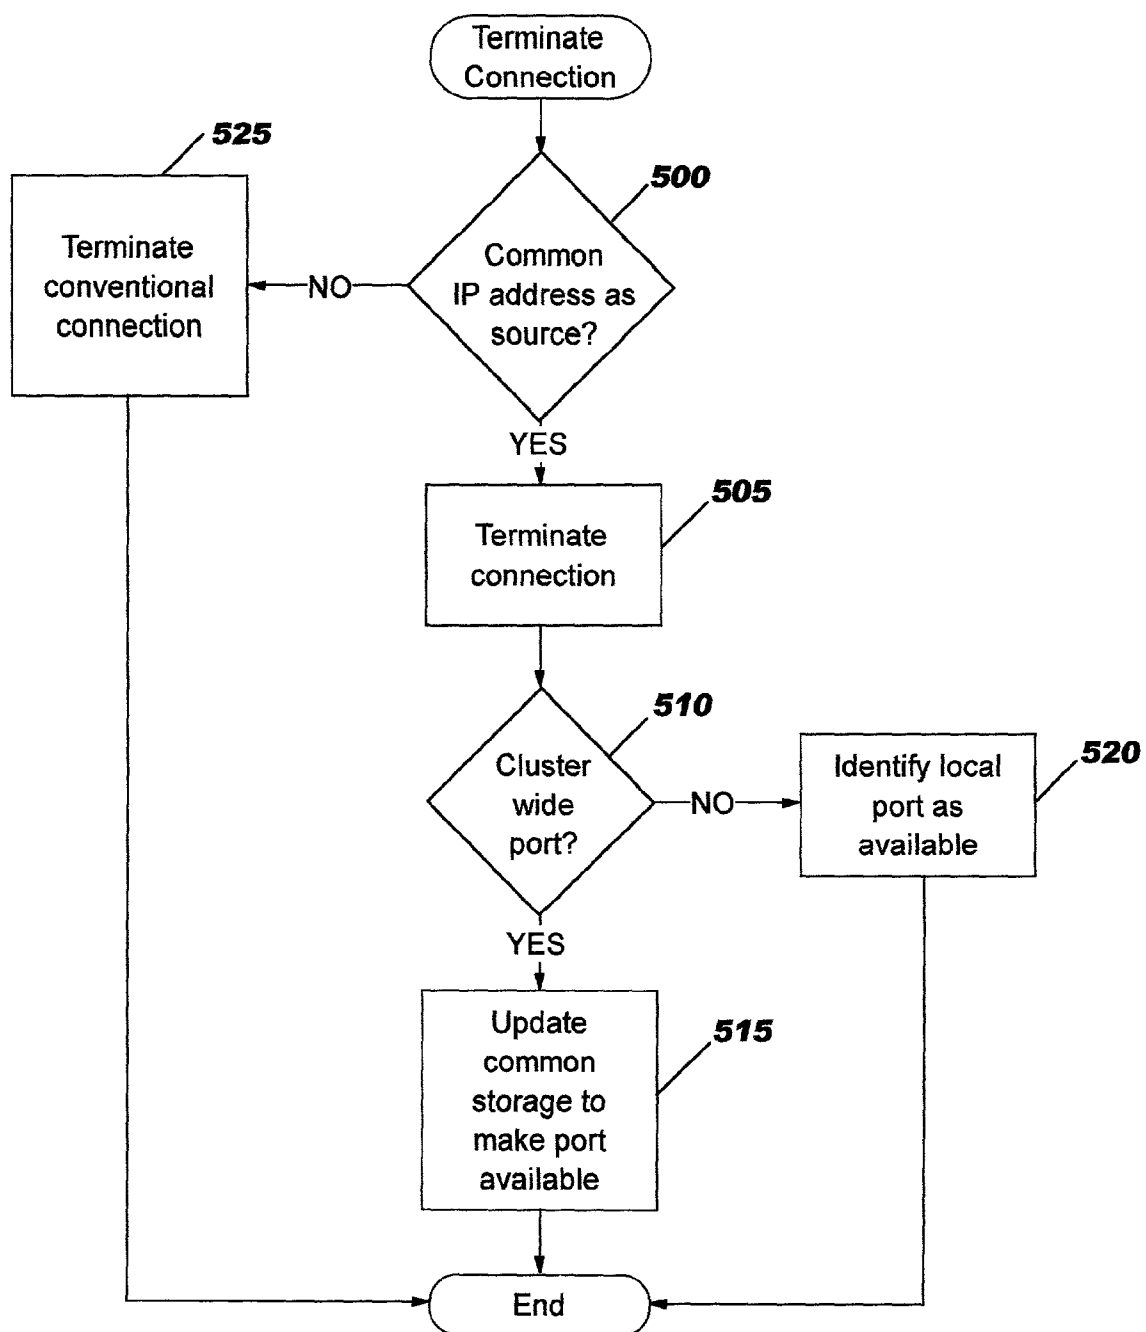 Terminate
Connection
525
500
Terminate
conventional
connection
NO
Common
IP address as
source?
YES
505
Terminate
connection
510
Cluster
wide
port?
NO
520
Identify local
port as
available
YES
515
Update
common
storage to
make port
available
End